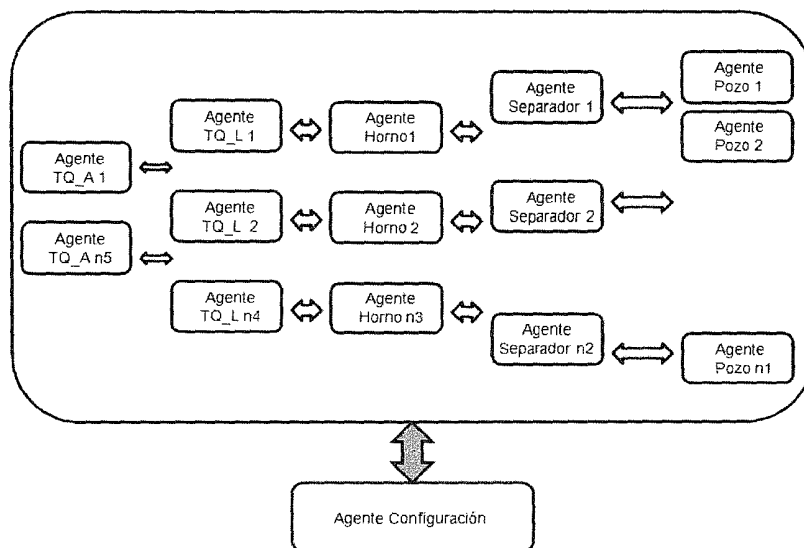 Agente
Pozo 1
Agente
Separador 1
Agente
TQ_L 1
Agente
Horno1
Agente
Pozo 2
Agente
TQ_A 1
Agente
TQ_L 2
Agente
Horno 2
Agente
Separador 2
Agente
TQ_A n5
Agente
TQ_L n4
Agente
Horno n3
Agente
Separador n2
Agente
Pozo n1
Agente Configuración